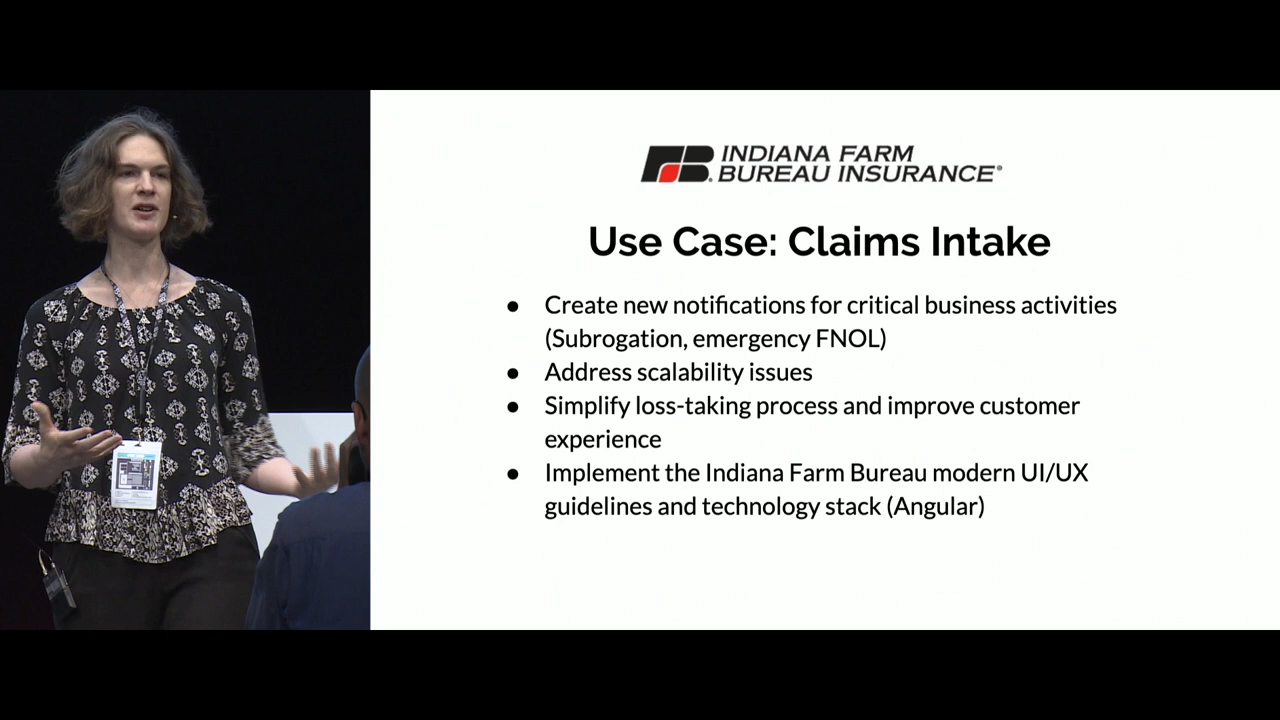 INDIANA FARM
BUREAU INSURANCE®
Use Case: Claims Intake
● Create new notifications for critical business activities
(Subrogation, emergency FNOL)
● Address scalability issues
● Simplify loss-taking process and improve customer
experience
● Implement the Indiana Farm Bureau modern UI/UX
guidelines and technology stack (Angular)